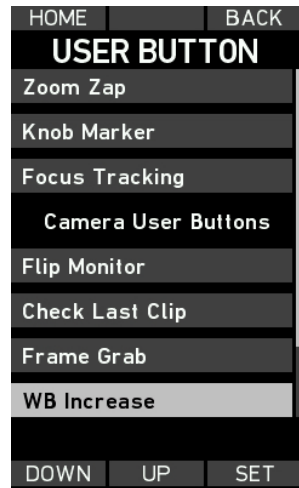 HOME BACK
USER BUTTON
Zoom Zap
Knob Marker
Focus Tracking
Camera User Buttons
Flip Monitor
Check Last Clip
Frame Grab
WB Increase
DOWN UP SET